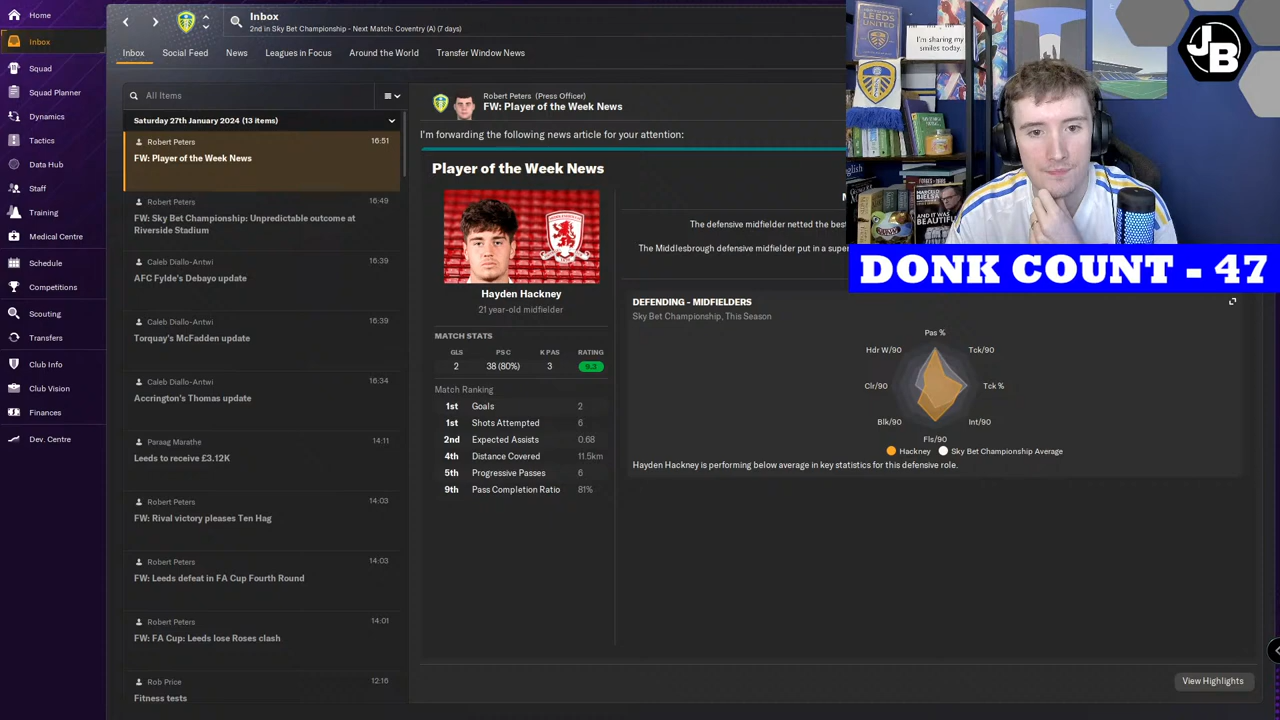 Home
Inbox
Squad
Squad Planner
Dynamics
Tactics
Data Hub
Staff
Training
Medical Centre
Schedule
Competitions
Scouting
Transfers
Club Info
Club Vision
Finances
Dev. Centre
Inbox
2nd in Sky Bet Championship - Next Match: Coventry (A) (7 days)
Inbox Social Feed News Leagues in Focus Around the World Transfer Window News
All Items
Saturday 27th January 2024 (13 items)
Robert Peters 16:51
FW: Player of the Week News
Robert Peters 16:49
FW: Sky Bet Championship: Unpredictable outcome at
Riverside Stadium
Caleb Diallo-Antwi 16:39
AFC Fylde's Debayo update
Caleb Diallo-Antwi 16:39
Torquay's McFadden update
Caleb Diallo-Antwi 16:34
Accrington's Thomas update
Paraag Marathe 14:11
Leeds to receive £3.12K
Robert Peters 14:03
FW: Rival victory pleases Ten Hag
Robert Peters 14:03
FW: Leeds defeat in FA Cup Fourth Round
Robert Peters 14:01
FW: FA Cup: Leeds lose Roses clash
Rob Price 12:16
Fitness tests
Robert Peters (Press Officer)
FW: Player of the Week News
I'm forwarding the following news article for your attention:
Player of the Week News
Hayden Hackney
21 year-old midfielder
MATCH STATS
GLS PS C K PAS RATING
2 38 (80%) 3 9.3
Match Ranking
1st Goals 2
1st Shots Attempted 6
2nd Expected Assists 0.68
4th Distance Covered 11.5km
5th Progressive Passes 6
9th Pass Completion Ratio 81%
The defensive midfielder netted the best
The Middlesbrough defensive midfielder put in a supe
DEFENDING - MIDFIELDERS
Sky Bet Championship, This Season
Pas %
Hdr W/90 Tck/90
Clr/90 Tck %
Blk/90 Int/90
Fls/90
Hackney Sky Bet Championship Average
Hayden Hackney is performing below average in key statistics for this defensive role.
View Highlights
LEEDS UNITED
I'm sharing my
smiles today.
JB
MARCELO
BIELSA
AND IT WAS
BEAUTIFUL
DONK COUNT - 47